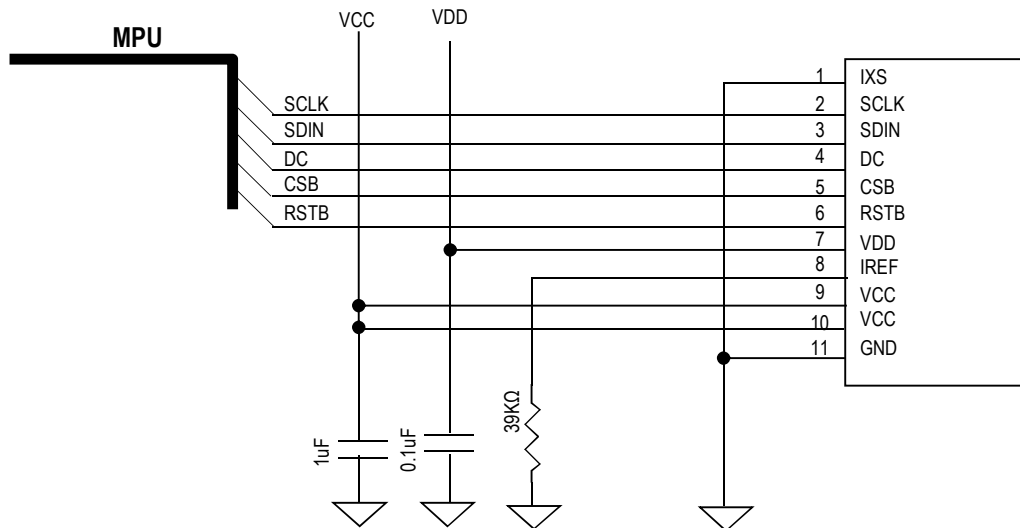 VCC
VDD
MPU
SCLK
SDIN
DC
CSB
RSTB
1 IXS
2 SCLK
3 SDIN
4 DC
5 CSB
6 RSTB
7 VDD
8 IREF
9 VCC
10 VCC
11 GND
1uF
0.1uF
39KΩ